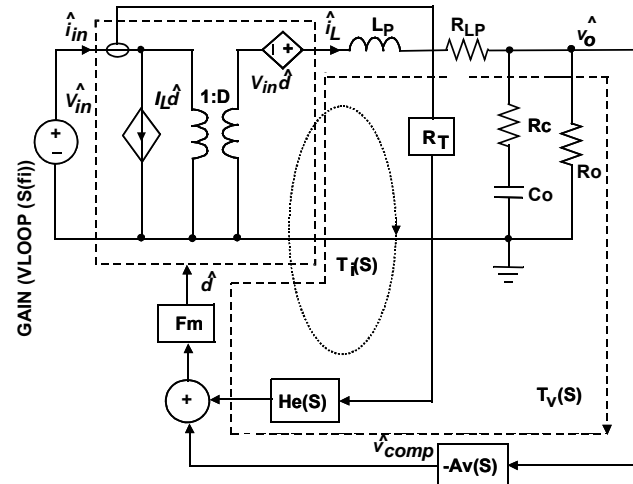 î_in
î_L
L_P
R_LP
v̂_o
V̂_in
I_L d̂
1:D
V_in d̂
+
−
R_T
Rc
Ro
Co
GAIN (VLOOP (S(fi))
T_i(S)
d̂
Fm
+
He(S)
T_v(S)
v̂_comp
-Av(S)